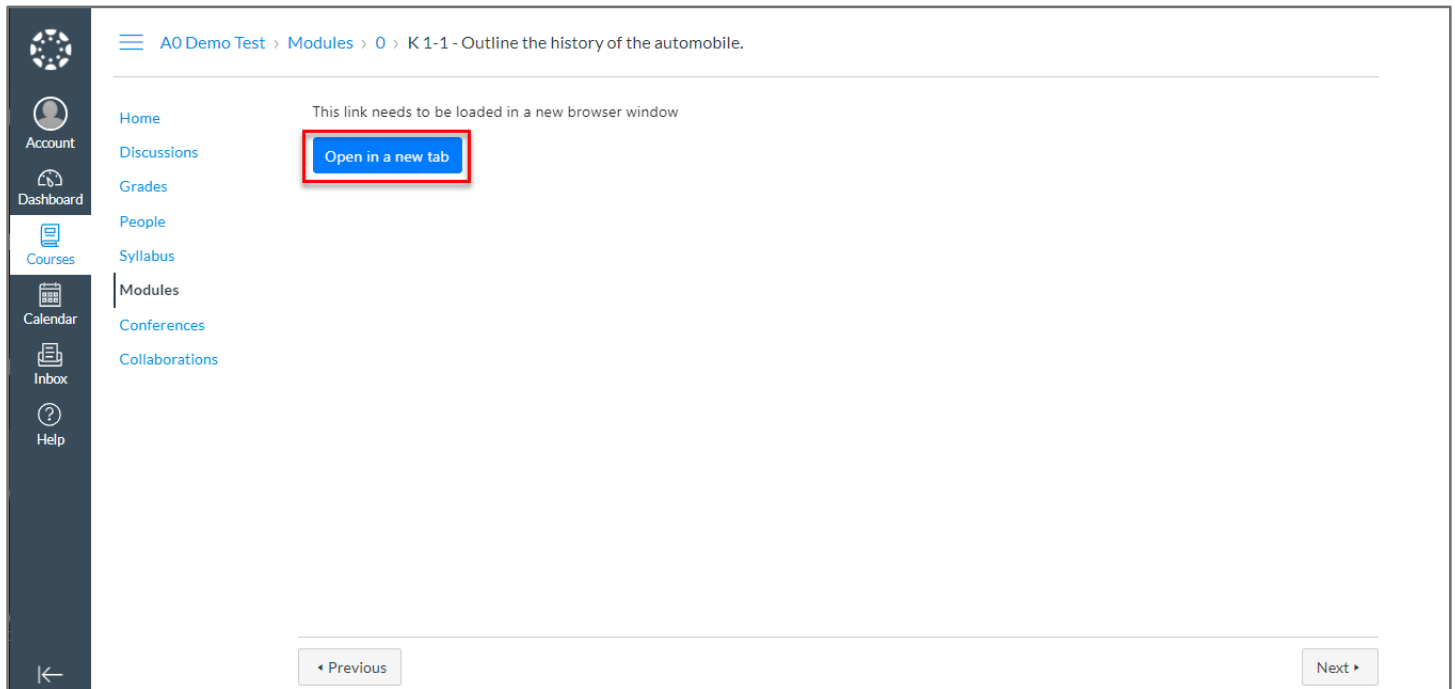 A0 Demo Test › Modules › 0 › K 1-1 - Outline the history of the automobile.
Account
Dashboard
Courses
Calendar
Inbox
Help
Home
Discussions
Grades
People
Syllabus
Modules
Conferences
Collaborations
This link needs to be loaded in a new browser window
Open in a new tab
Previous
Next